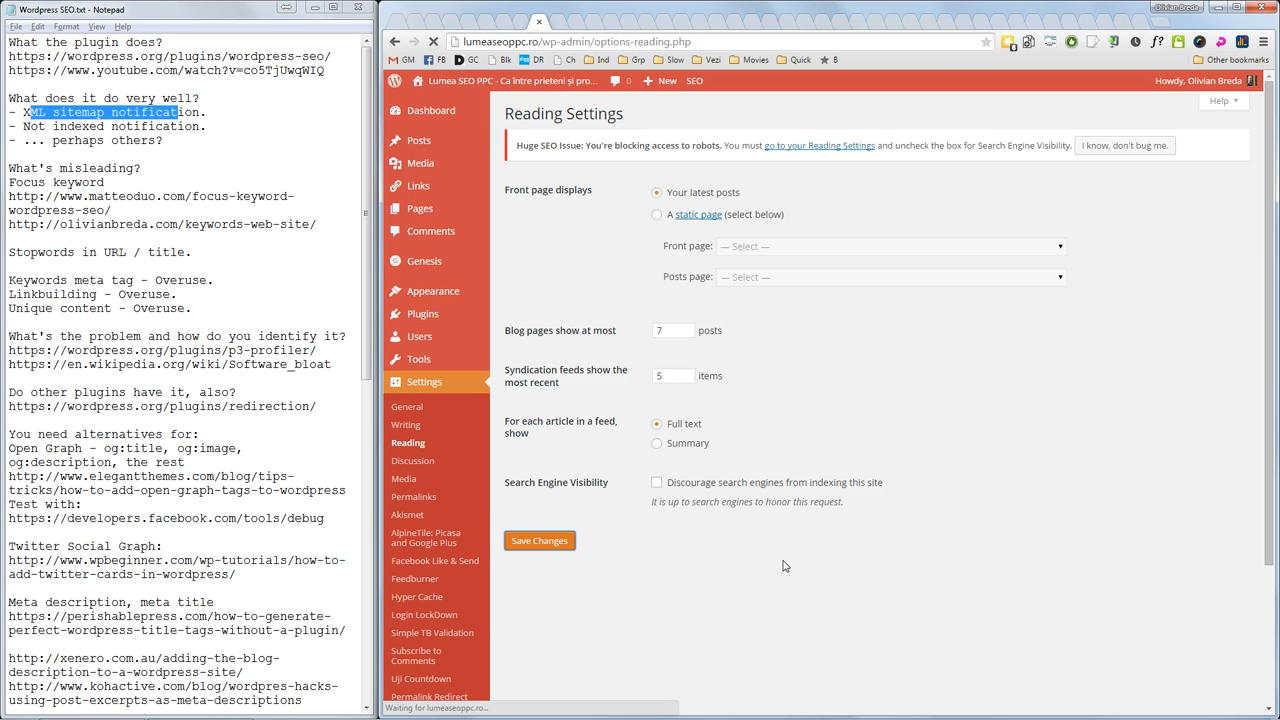 Wordpress SEO.txt - Notepad
File Edit Format View Help
What the plugin does?
https://wordpress.org/plugins/wordpress-seo/
https://www.youtube.com/watch?v=co5TjUwqWIQ
What does it do very well?
- XML sitemap notification.
- Not indexed notification.
- ... perhaps others?
What's misleading?
Focus keyword
http://www.matteoduo.com/focus-keyword-
wordpress-seo/
http://olivianbreda.com/keywords-web-site/
Stopwords in URL / title.
Keywords meta tag - Overuse.
Linkbuilding - Overuse.
Unique content - Overuse.
What's the problem and how do you identify it?
https://wordpress.org/plugins/p3-profiler/
https://en.wikipedia.org/wiki/Software_bloat
Do other plugins have it, also?
https://wordpress.org/plugins/redirection/
You need alternatives for:
Open Graph - og:title, og:image,
og:description, the rest
http://www.elegantthemes.com/blog/tips-
tricks/how-to-add-open-graph-tags-to-wordpress
Test with:
https://developers.facebook.com/tools/debug
Twitter Social Graph:
http://www.wpbeginner.com/wp-tutorials/how-to-
add-twitter-cards-in-wordpress/
Meta description, meta title
https://perishablepress.com/how-to-generate-
perfect-wordpress-title-tags-without-a-plugin/
http://xenero.com.au/adding-the-blog-
description-to-a-wordpress-site/
http://www.kohactive.com/blog/wordpres-hacks-
using-post-excerpts-as-meta-descriptions
Olivian Breda
lumeaseoppc.ro/wp-admin/options-reading.php
GM FB GC Blk DR Ch Ind Grp Slow Vezi Movies Quick B Other bookmarks
Lumea SEO PPC - Ca între prieteni și pro... 0 New SEO Howdy, Olivian Breda
Dashboard
Posts
Media
Links
Pages
Comments
Genesis
Appearance
Plugins
Users
Tools
Settings
General
Writing
Reading
Discussion
Media
Permalinks
Akismet
AlpineTile: Picasa
and Google Plus
Facebook Like & Send
Feedburner
Hyper Cache
Login LockDown
Simple TB Validation
Subscribe to
Comments
Uji Countdown
Permalink Redirect
Help
Reading Settings
Huge SEO Issue: You're blocking access to robots. You must go to your Reading Settings and uncheck the box for Search Engine Visibility. I know, don't bug me.
Front page displays Your latest posts
A static page (select below)
Front page: — Select —
Posts page: — Select —
Blog pages show at most 7 posts
Syndication feeds show the
most recent 5 items
For each article in a feed,
show Full text
Summary
Search Engine Visibility Discourage search engines from indexing this site
It is up to search engines to honor this request.
Save Changes
Waiting for lumeaseoppc.ro...